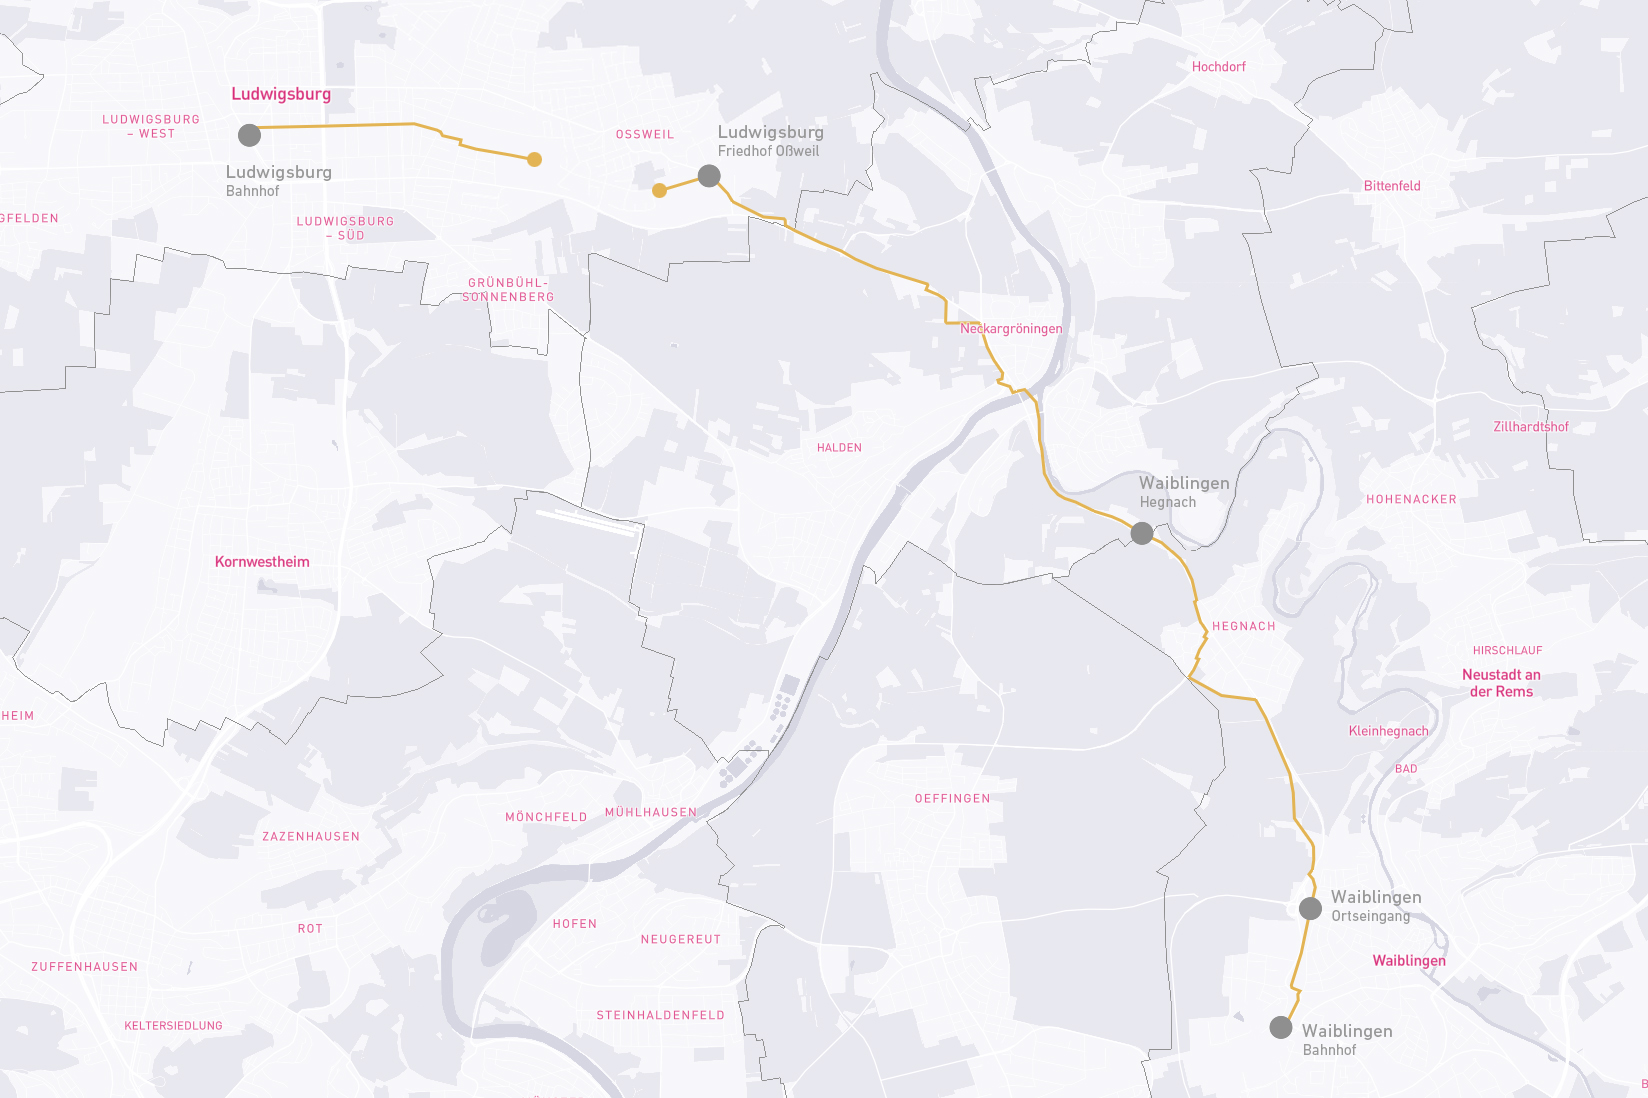 Hochdorf
Ludwigsburg
LUDWIGSBURG
– WEST
OSSWEIL
Ludwigsburg
Friedhof Oßweil
Ludwigsburg
Bahnhof
Bittenfeld
GFELDEN
LUDWIGSBURG
– SÜD
GRÜNBÜHL-
SONNENBERG
Neckargröningen
Zillhardtshof
HALDEN
Waiblingen
Hegnach
HOHENACKER
Kornwestheim
HEGNACH
HIRSCHLAUF
Neustadt an
der Rems
HEIM
Kleinhegnach
BAD
OEFFINGEN
MÖNCHFELD
MÜHLHAUSEN
ZAZENHAUSEN
Waiblingen
Ortseingang
HOFEN
ROT
NEUGEREUT
Waiblingen
ZUFFENHAUSEN
STEINHALDENFELD
KELTERSIEDLUNG
Waiblingen
Bahnhof
B